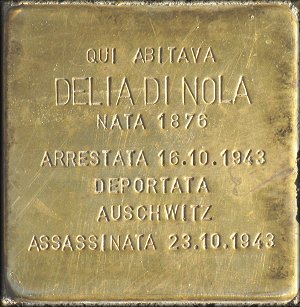 QUI ABITAVA
DELIA DI NOLA
NATA 1876
ARRESTATA 16.10.1943
DEPORTATA
AUSCHWITZ
ASSASSINATA 23.10.1943